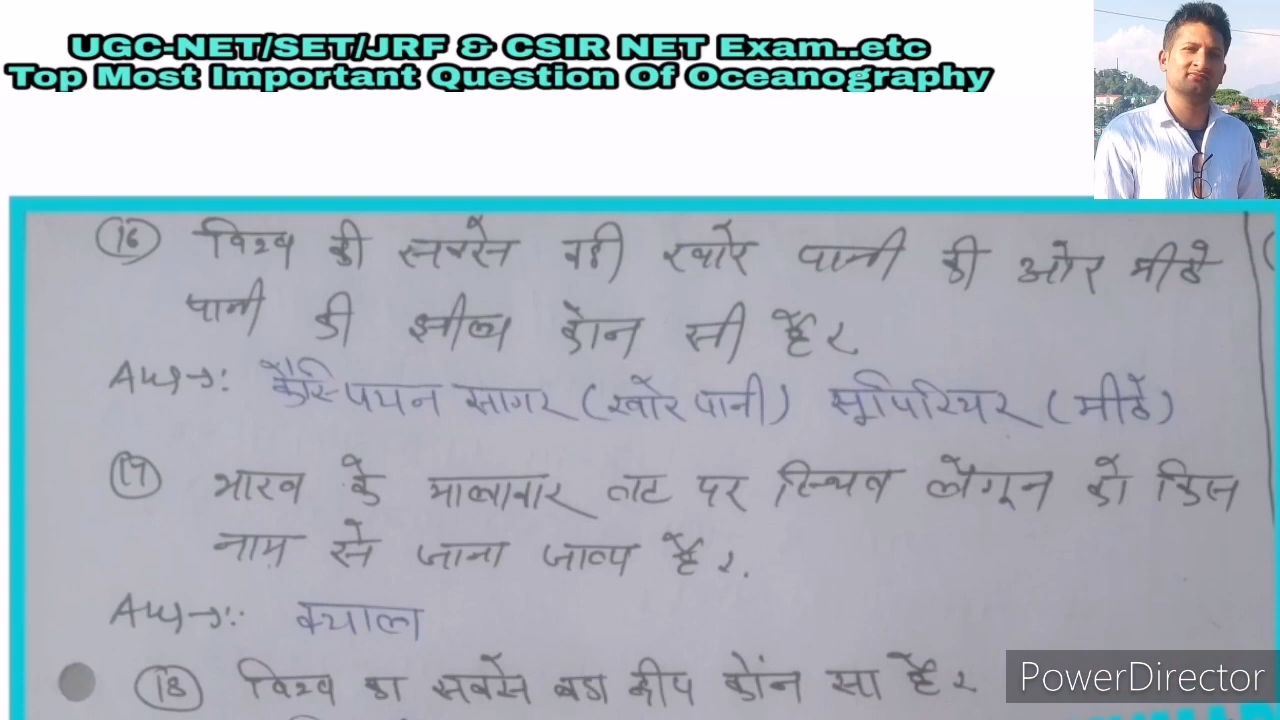 UGC-NET/SET/JRF & CSIR NET Exam..etc
Top Most Important Question Of Oceanography
(16) विश्व की सबसे बड़ी खारे पानी की ओर मीठे
पानी की झील कोन सी है?
Ans→: कैस्पियन सागर (खारे पानी) सूपिरियर (मीठे)
(17) भारत के मालाबार तट पर स्थित लैगून को किस
नाम से जाना जाता है?
Ans→: कयाल
(18) विश्व का सबसे बडा द्वीप कोंन सा है?
PowerDirector